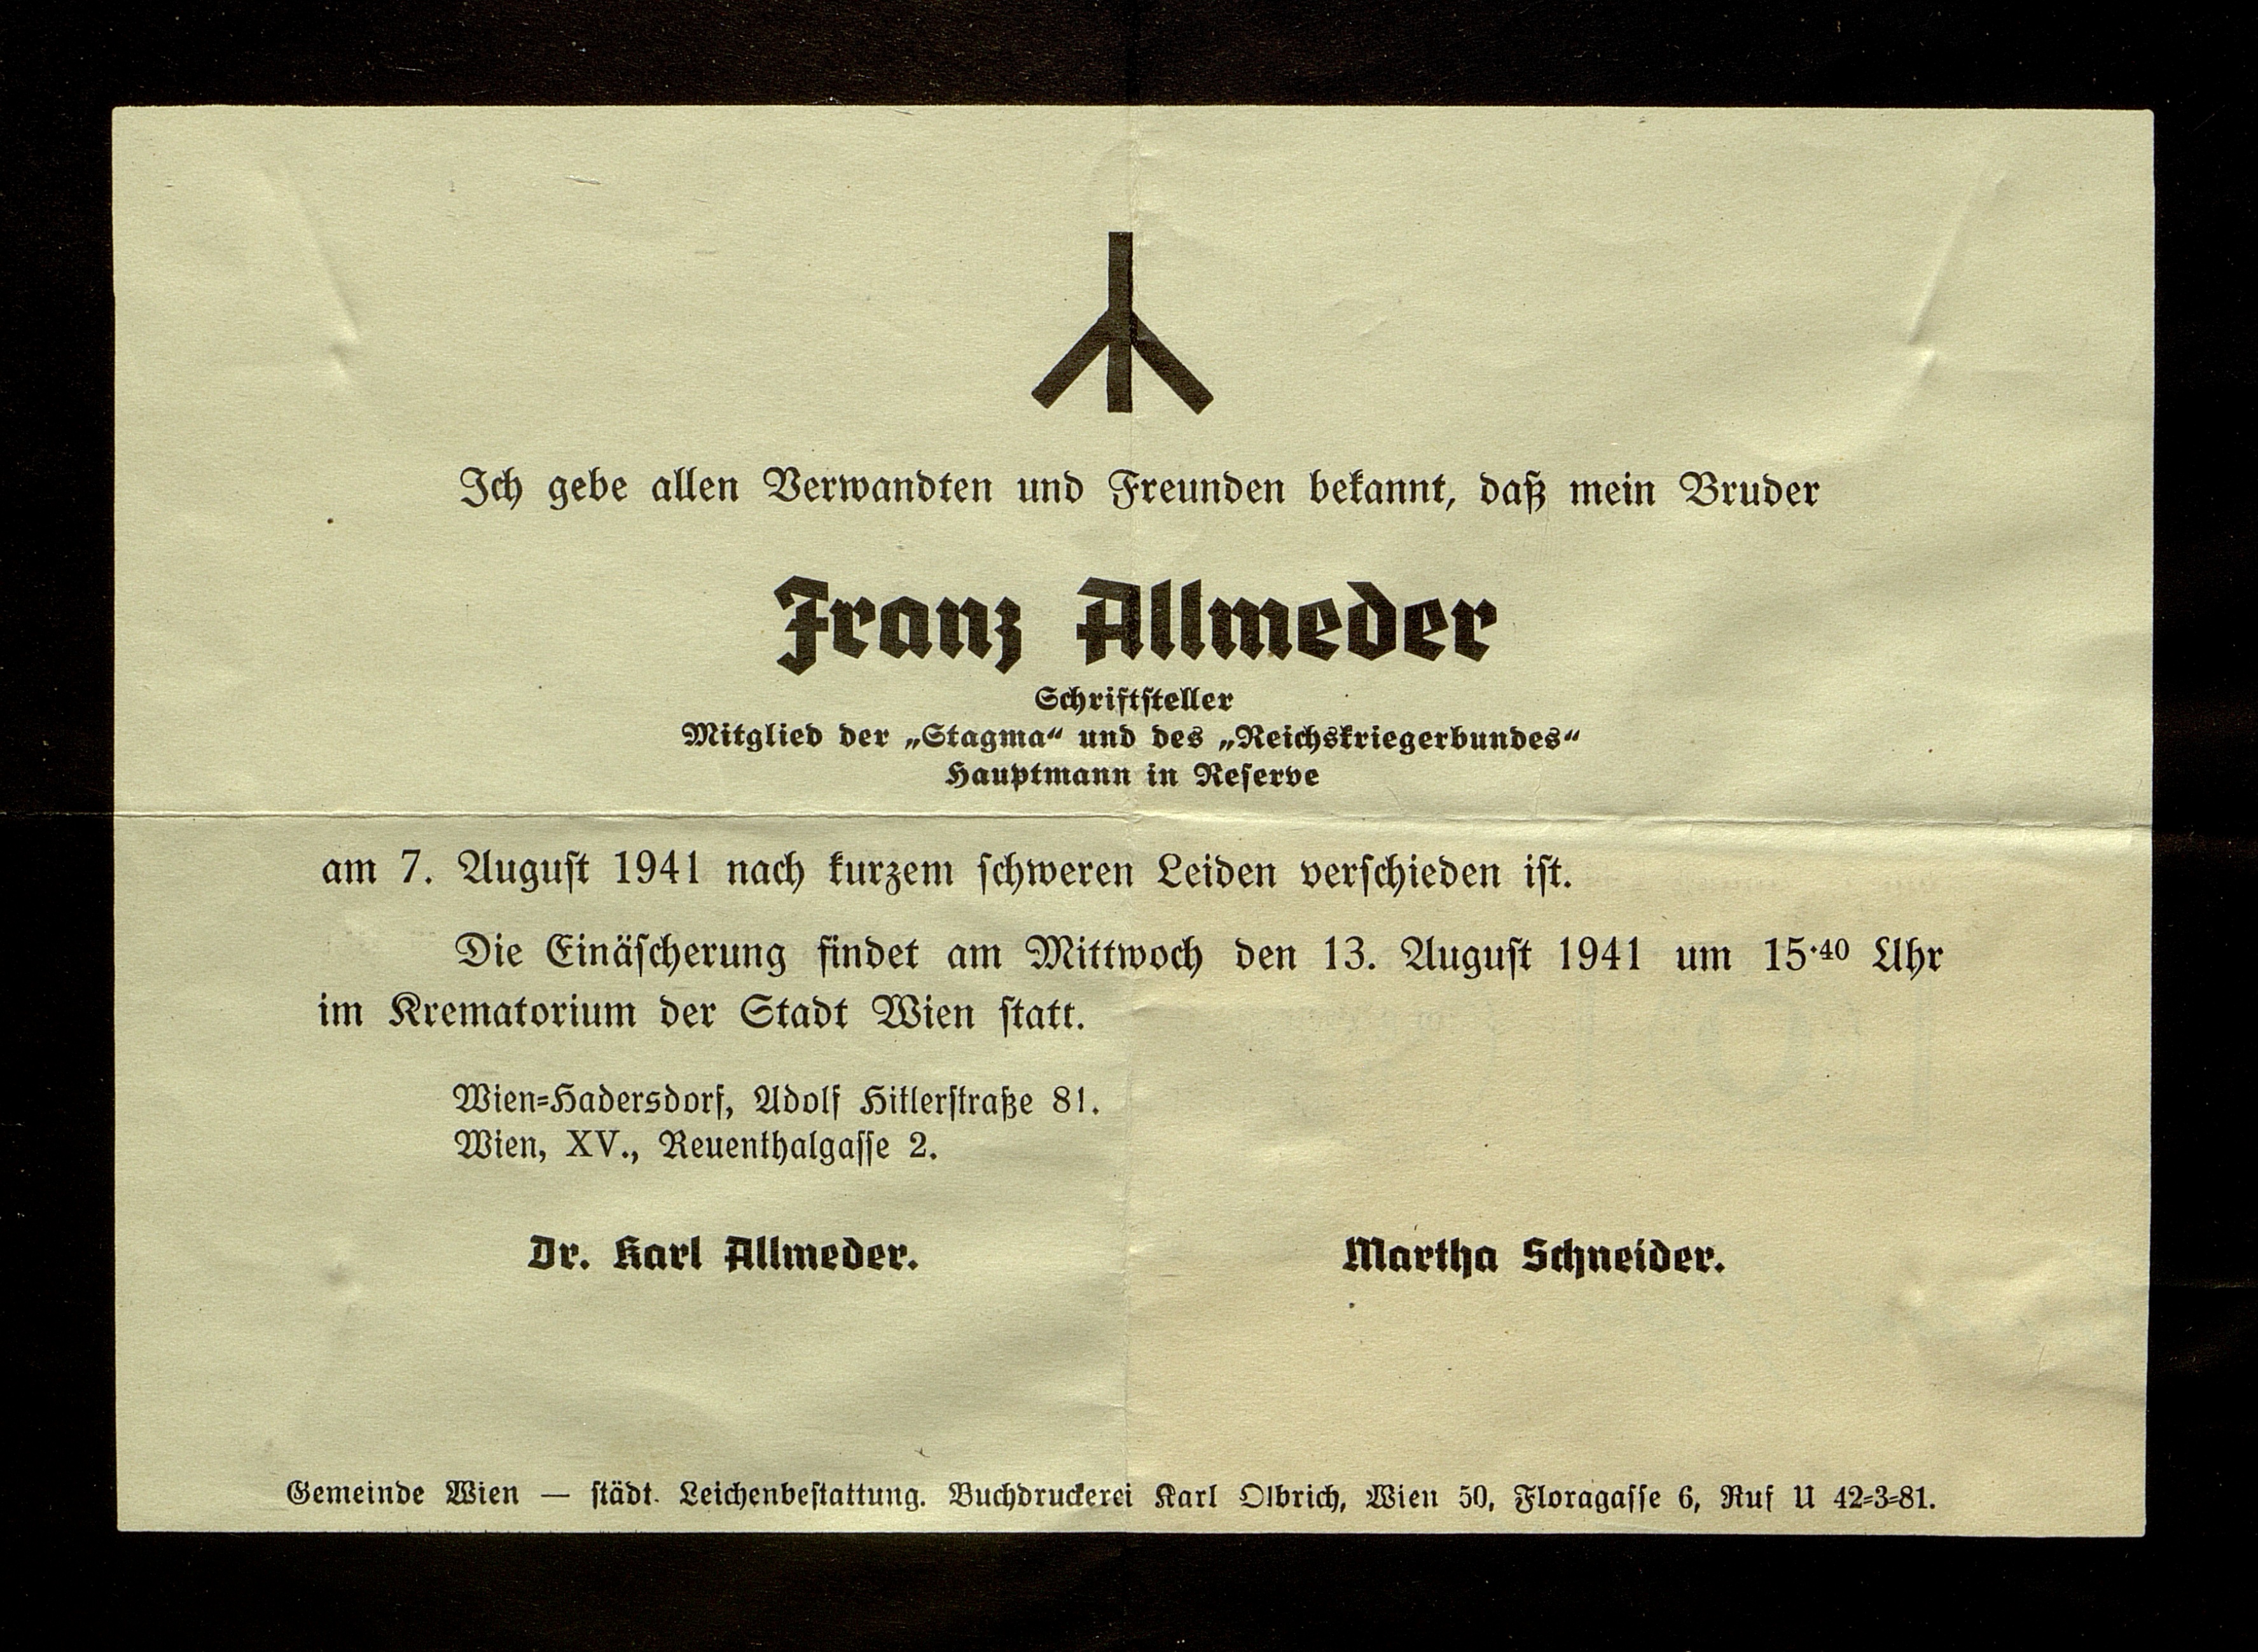 Ich gebe allen Verwandten und Freunden bekannt, daß mein Bruder
Franz Allmeder
Schriftsteller
Mitglied der „Stagma“ und des „Reichskriegerbundes“
Hauptmann in Reserve
am 7. August 1941 nach kurzem schweren Leiden verschieden ist.
Die Einäscherung findet am Mittwoch den 13. August 1941 um 15·40 Uhr
im Krematorium der Stadt Wien statt.
Wien=Hadersdorf, Adolf Hitlerstraße 81.
Wien, XV., Reuenthalgasse 2.
Dr. Karl Allmeder. Martha Schneider.
Gemeinde Wien — städt. Leichenbestattung. Buchdruckerei Karl Olbrich, Wien 50, Floragasse 6, Ruf U 42=3=81.